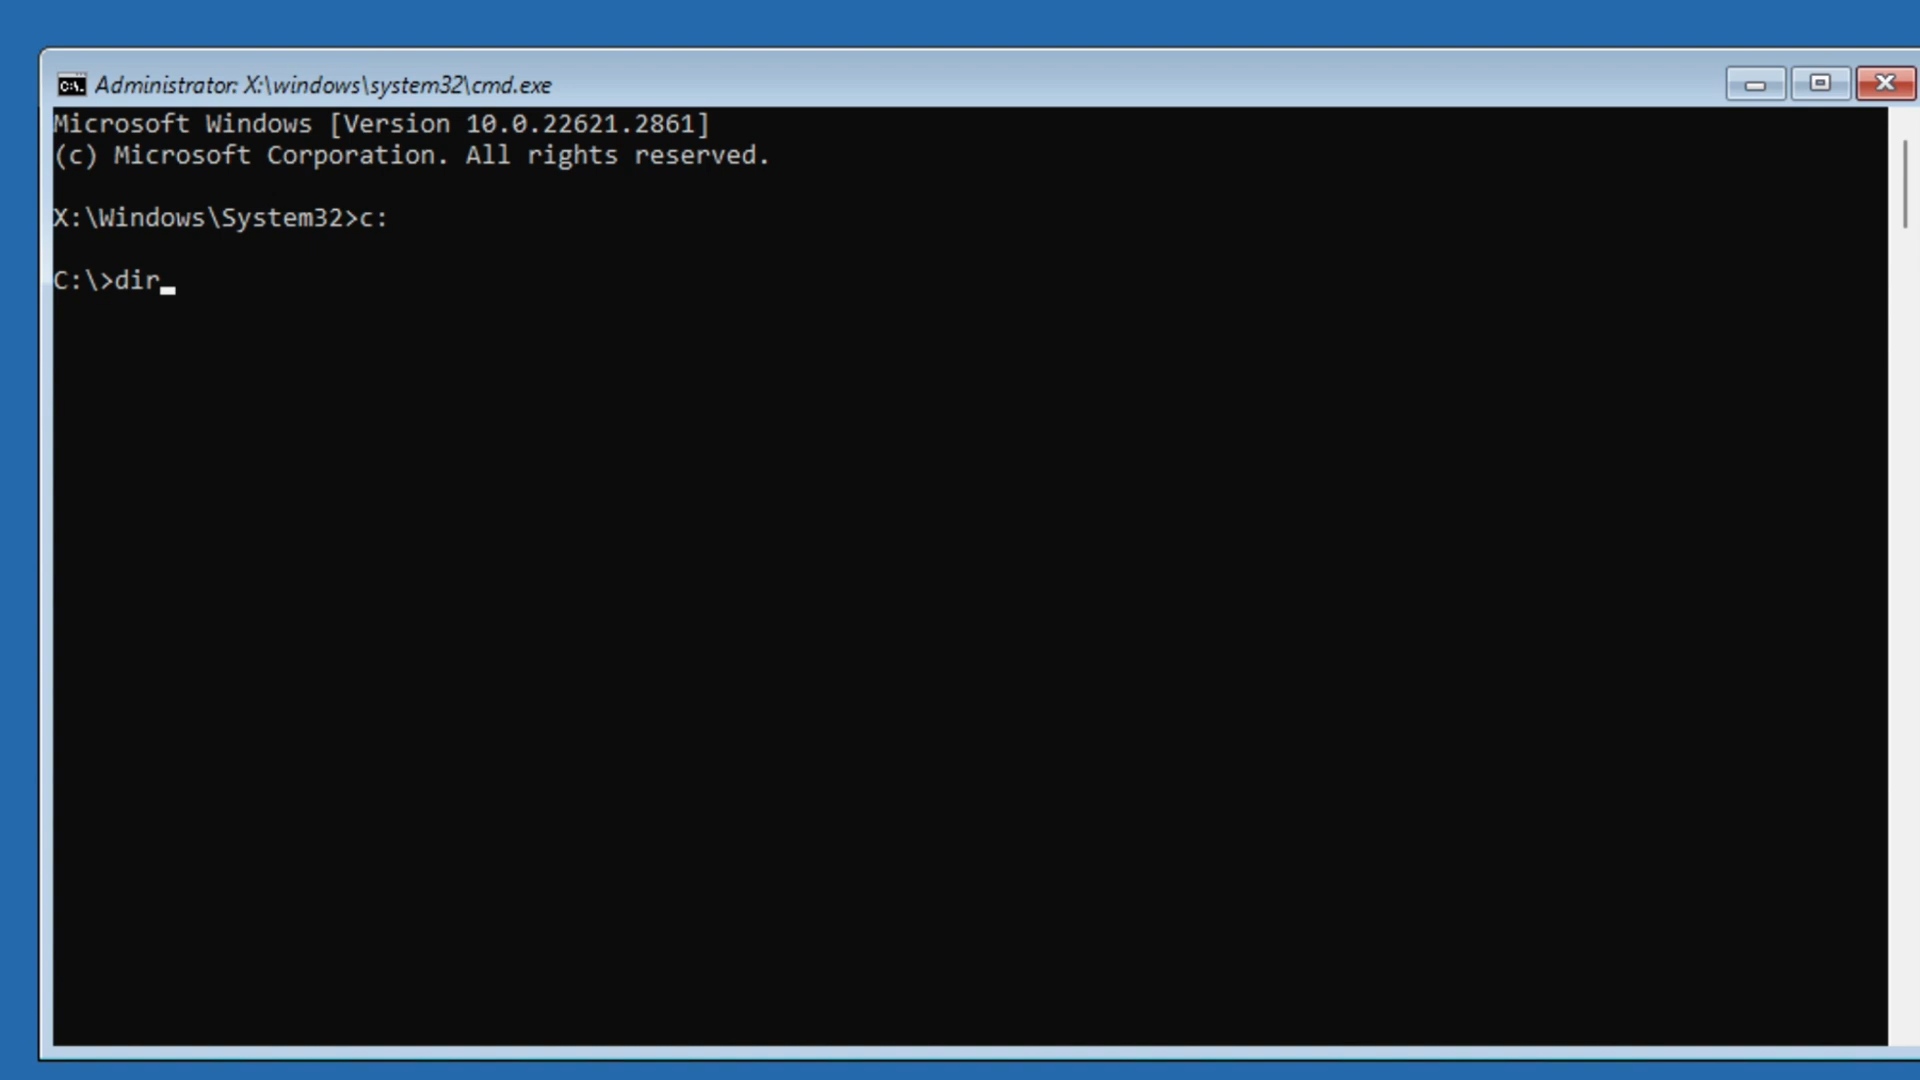 Administrator: X:\windows\system32\cmd.exe
Microsoft Windows [Version 10.0.22621.2861]
(c) Microsoft Corporation. All rights reserved.
X:\Windows\System32>c:
C:\>dir